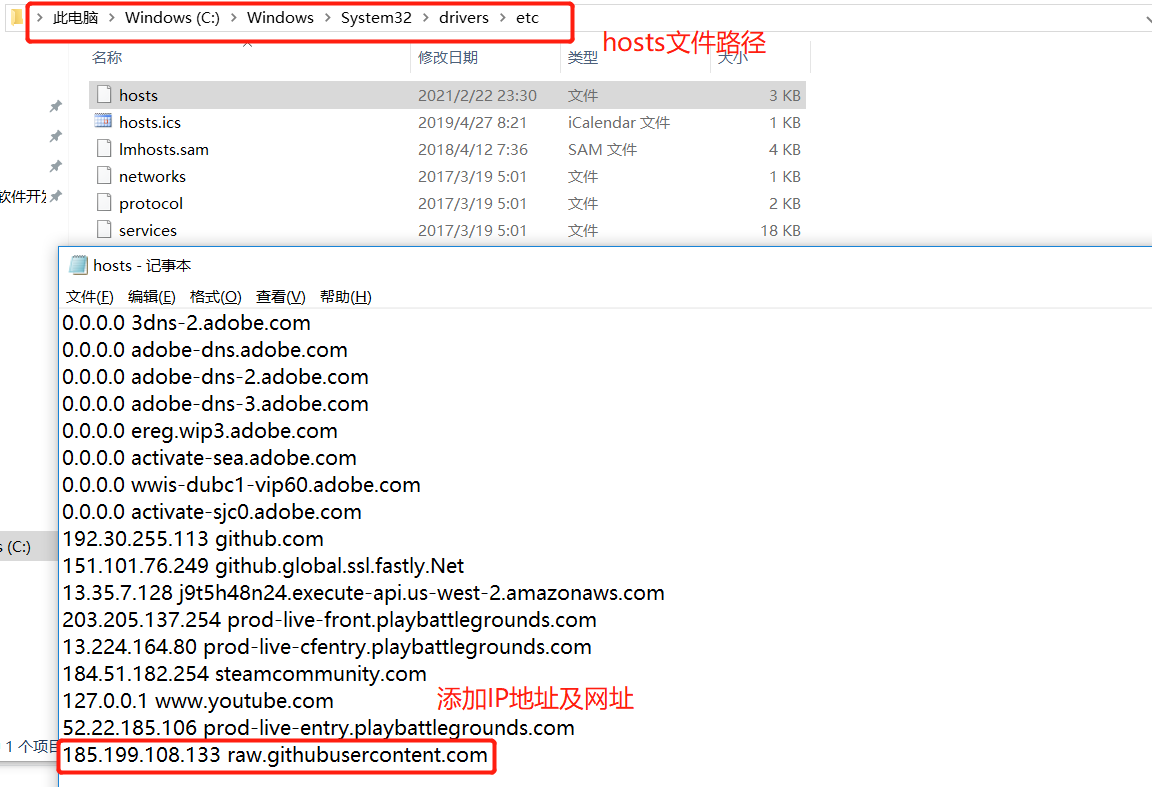 此电脑 > Windows (C:) > Windows > System32 > drivers > etc
hosts文件路径
名称 修改日期 类型 大小
hosts 2021/2/22 23:30 文件 3 KB
hosts.ics 2019/4/27 8:21 iCalendar 文件 1 KB
lmhosts.sam 2018/4/12 7:36 SAM 文件 4 KB
networks 2017/3/19 5:01 文件 1 KB
protocol 2017/3/19 5:01 文件 2 KB
软件开发
services 2017/3/19 5:01 文件 18 KB
hosts - 记事本
文件(F) 编辑(E) 格式(O) 查看(V) 帮助(H)
0.0.0.0 3dns-2.adobe.com
0.0.0.0 adobe-dns.adobe.com
0.0.0.0 adobe-dns-2.adobe.com
0.0.0.0 adobe-dns-3.adobe.com
0.0.0.0 ereg.wip3.adobe.com
0.0.0.0 activate-sea.adobe.com
0.0.0.0 wwis-dubc1-vip60.adobe.com
0.0.0.0 activate-sjc0.adobe.com
192.30.255.113 github.com
s (C:)
151.101.76.249 github.global.ssl.fastly.Net
13.35.7.128 j9t5h48n24.execute-api.us-west-2.amazonaws.com
203.205.137.254 prod-live-front.playbattlegrounds.com
13.224.164.80 prod-live-cfentry.playbattlegrounds.com
184.51.182.254 steamcommunity.com
127.0.0.1 www.youtube.com
添加IP地址及网址
52.22.185.106 prod-live-entry.playbattlegrounds.com
1 个项目
185.199.108.133 raw.githubusercontent.com